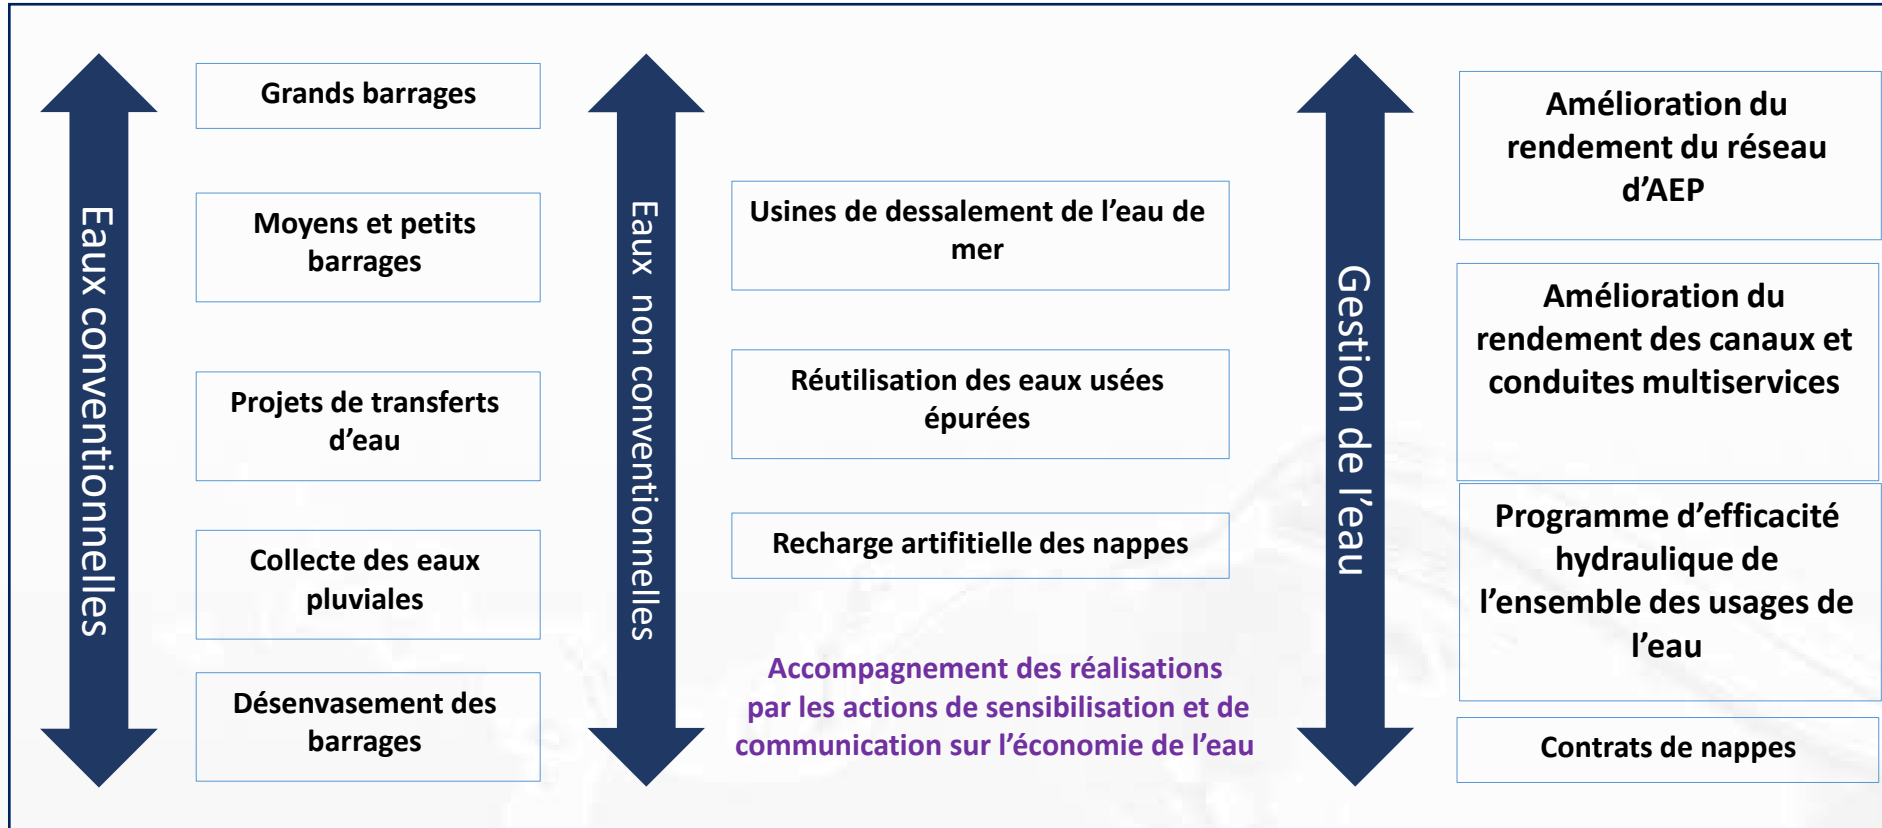 Eaux conventionnelles
Grands barrages
Moyens et petits
barrages
Projets de transferts
d’eau
Collecte des eaux
pluviales
Désenvasement des
barrages
Eaux non conventionnelles
Usines de dessalement de l’eau de
mer
Réutilisation des eaux usées
épurées
Recharge artifitielle des nappes
Accompagnement des réalisations
par les actions de sensibilisation et de
communication sur l’économie de l’eau
Gestion de l’eau
Amélioration du
rendement du réseau
d’AEP
Amélioration du
rendement des canaux et
conduites multiservices
Programme d’efficacité
hydraulique de
l’ensemble des usages de
l’eau
Contrats de nappes